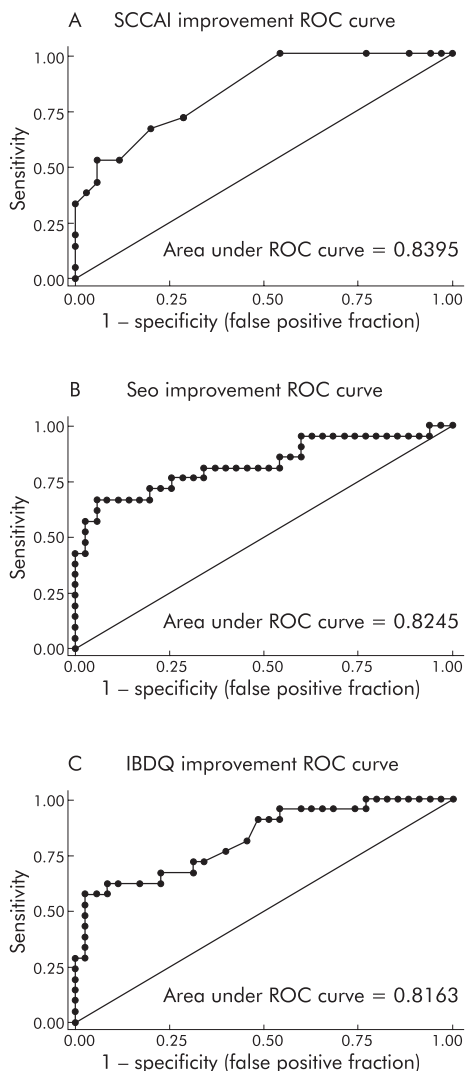 A SCCAI improvement ROC curve
1.00
0.75
0.50
0.25
0.00
Sensitivity
Area under ROC curve = 0.8395
0.00 0.25 0.50 0.75 1.00
1 – specificity (false positive fraction)
B Seo improvement ROC curve
1.00
0.75
0.50
0.25
0.00
Sensitivity
Area under ROC curve = 0.8245
0.00 0.25 0.50 0.75 1.00
1 – specificity (false positive fraction)
C IBDQ improvement ROC curve
1.00
0.75
0.50
0.25
0.00
Sensitivity
Area under ROC curve = 0.8163
0.00 0.25 0.50 0.75 1.00
1 – specificity (false positive fraction)